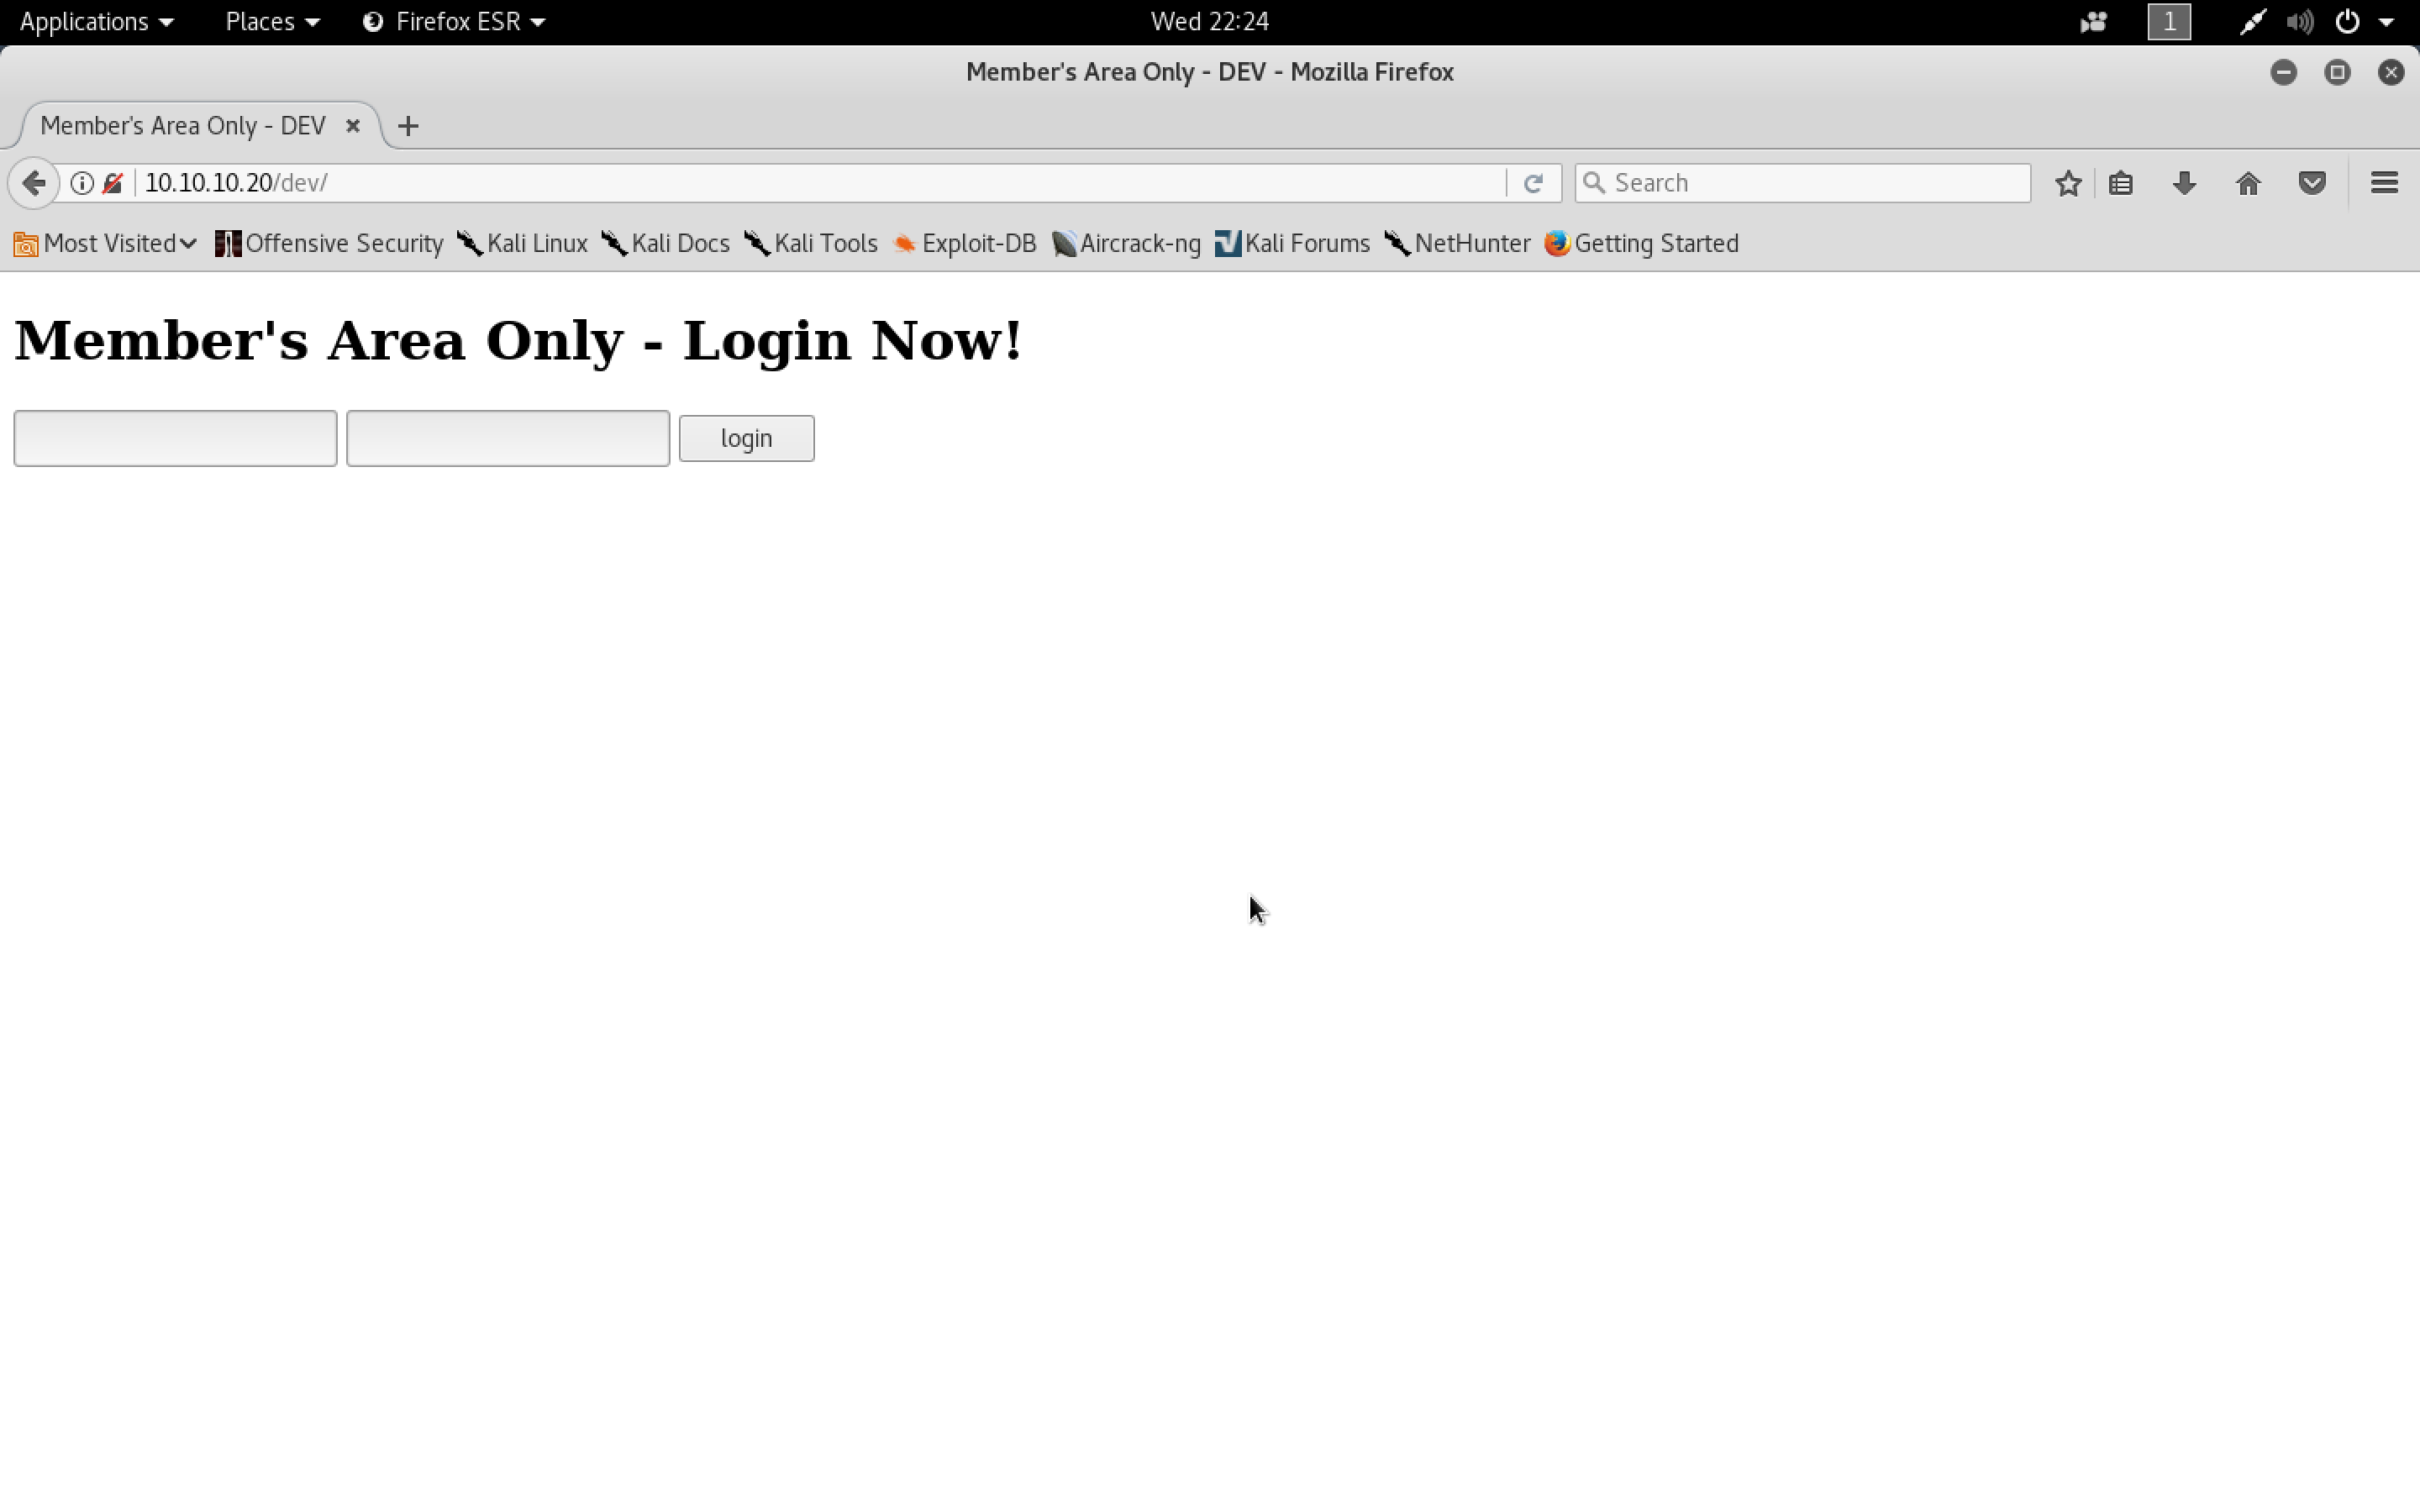 Applications Places Firefox ESR Wed 22:24 1
Member's Area Only - DEV - Mozilla Firefox
Member's Area Only - DEV
10.10.10.20/dev/ Search
Most Visited Offensive Security Kali Linux Kali Docs Kali Tools Exploit-DB Aircrack-ng Kali Forums NetHunter Getting Started
Member's Area Only - Login Now!
login